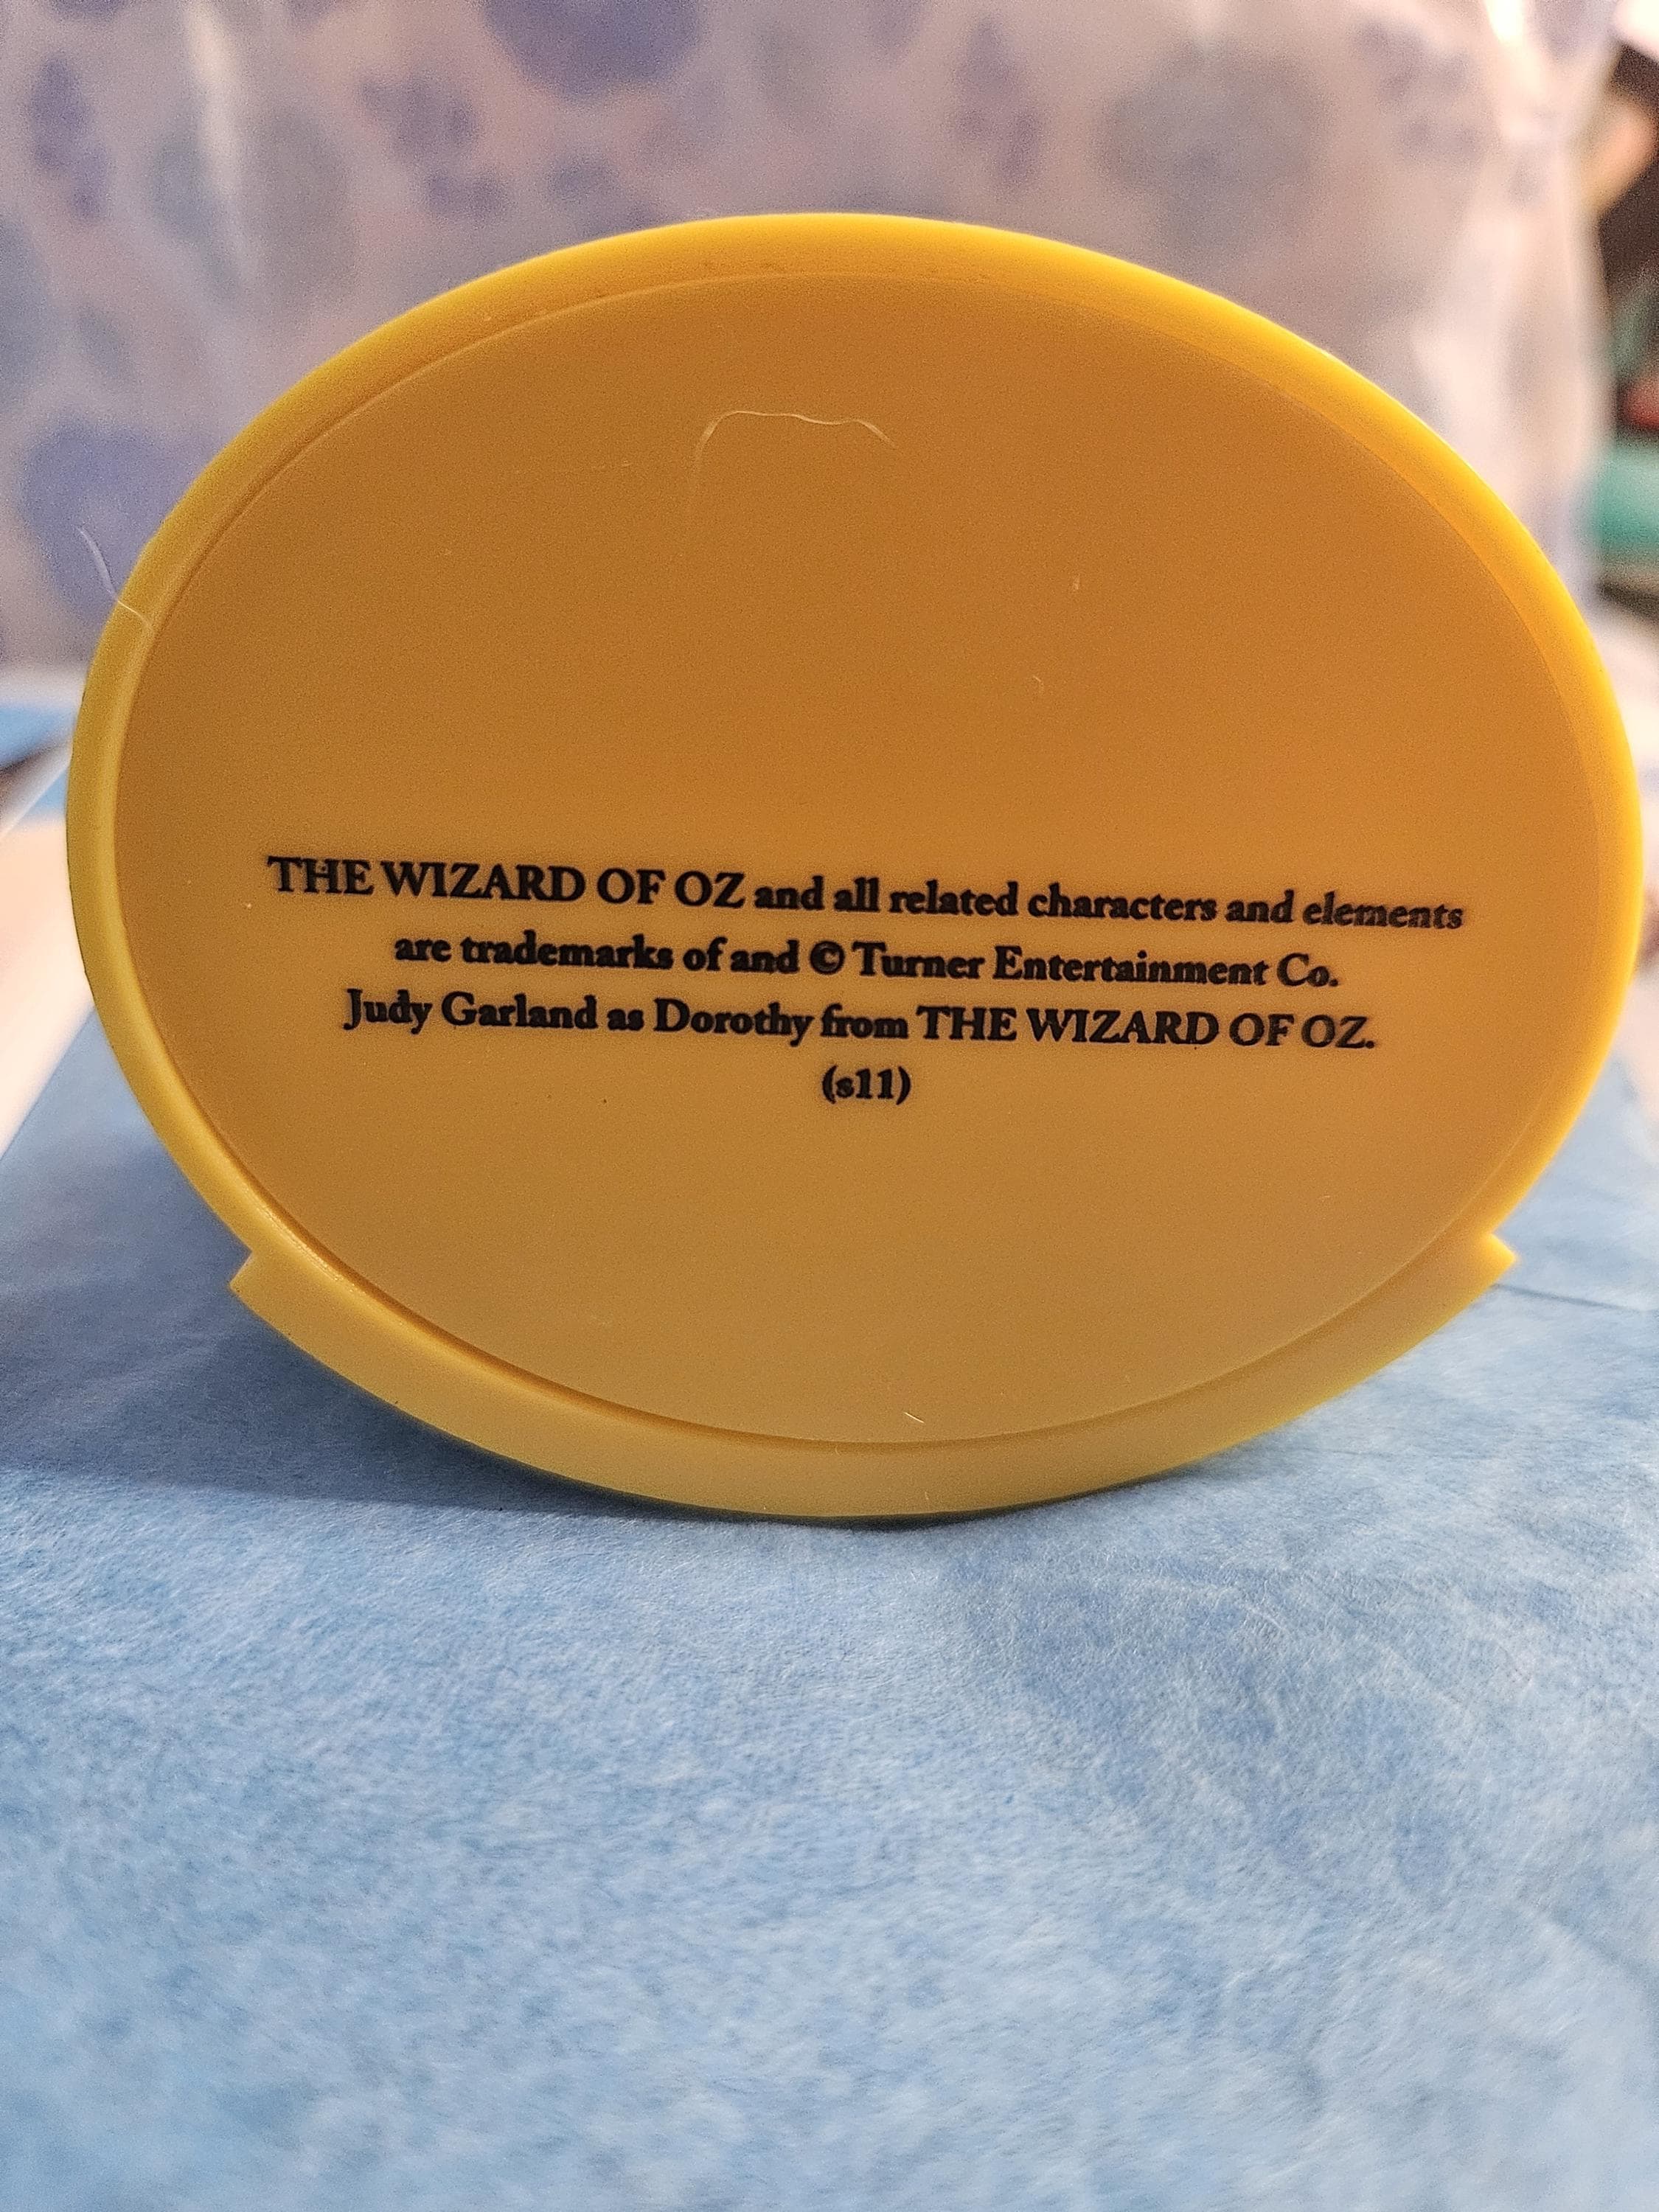 THE WIZARD OF OZ and all related characters and elements
are trademarks of and © Turner Entertainment Co.
Judy Garland as Dorothy from THE WIZARD OF OZ.
(s11)